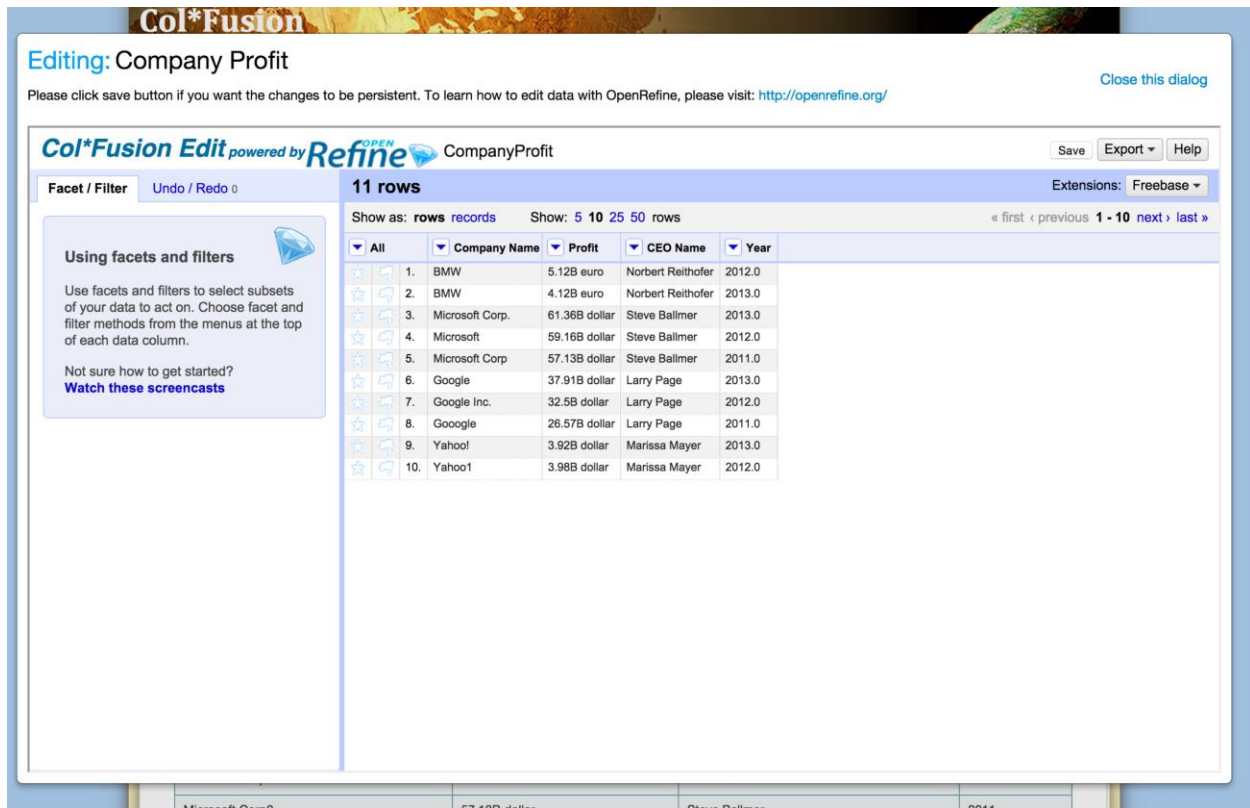 Col*Fusion
Editing: Company Profit
Close this dialog
Please click save button if you want the changes to be persistent. To learn how to edit data with OpenRefine, please visit: http://openrefine.org/
Col*Fusion Edit powered by OPEN Refine CompanyProfit
Save Export Help
Facet / Filter Undo / Redo 0
11 rows
Extensions: Freebase
Show as: rows records Show: 5 10 25 50 rows
« first ‹ previous 1 - 10 next › last »
Using facets and filters
Use facets and filters to select subsets
of your data to act on. Choose facet and
filter methods from the menus at the top
of each data column.
Not sure how to get started?
Watch these screencasts
All Company Name Profit CEO Name Year
1. BMW 5.12B euro Norbert Reithofer 2012.0
2. BMW 4.12B euro Norbert Reithofer 2013.0
3. Microsoft Corp. 61.36B dollar Steve Ballmer 2013.0
4. Microsoft 59.16B dollar Steve Ballmer 2012.0
5. Microsoft Corp 57.13B dollar Steve Ballmer 2011.0
6. Google 37.91B dollar Larry Page 2013.0
7. Google Inc. 32.5B dollar Larry Page 2012.0
8. Gooogle 26.57B dollar Larry Page 2011.0
9. Yahoo! 3.92B dollar Marissa Mayer 2013.0
10. Yahoo1 3.98B dollar Marissa Mayer 2012.0